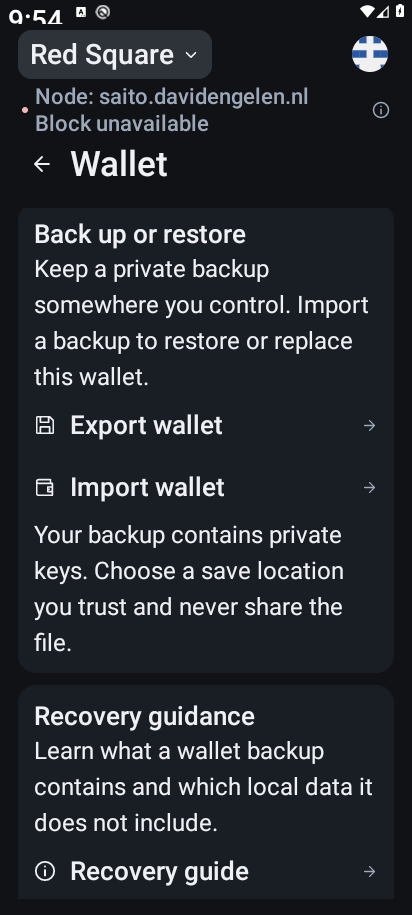 9:54
Red Square
Node: saito.davidengelen.nl
Block unavailable
Wallet
Back up or restore
Keep a private backup
somewhere you control. Import
a backup to restore or replace
this wallet.
Export wallet
Import wallet
Your backup contains private
keys. Choose a save location
you trust and never share the
file.
Recovery guidance
Learn what a wallet backup
contains and which local data it
does not include.
Recovery guide